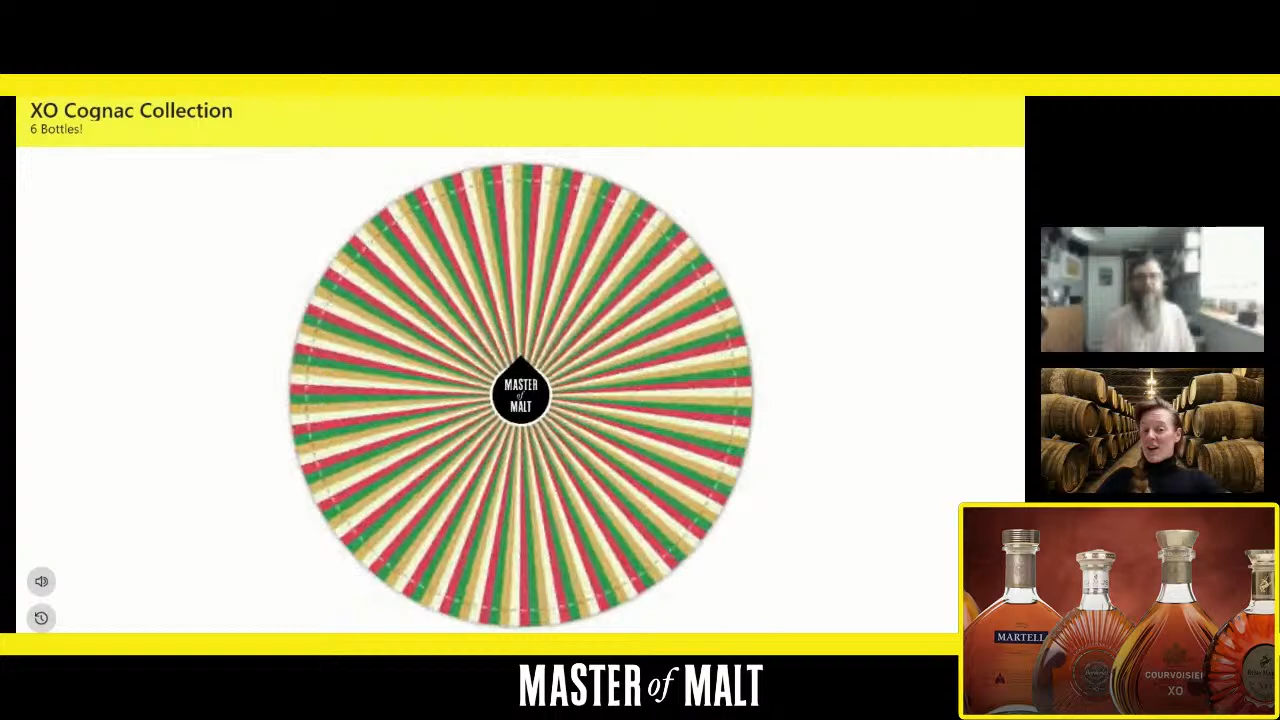 XO Cognac Collection
6 Bottles!
MASTER
of
MALT
MARTELL
COURVOISIER
XO
MASTER of MALT